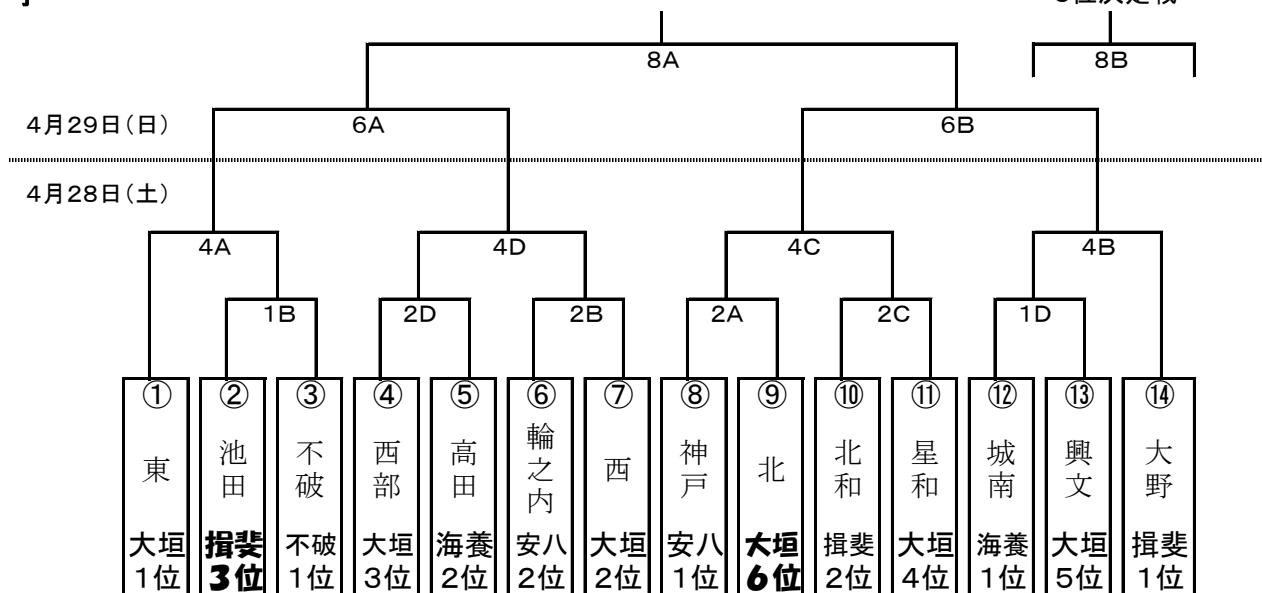 8A
8B
4月29日(日)
6A
6B
4月28日(土)
4A
4D
4C
4B
1B
2D
2B
2A
2C
1D
① ② ③ ④ ⑤ ⑥ ⑦ ⑧ ⑨ ⑩ ⑪ ⑫ ⑬ ⑭
東 池田 不破 西部 高田 輪之内 西 神戸 北 北和 星和 城南 興文 大野
大垣 揖斐 不破 大垣 海養 安八 大垣 安八 大垣 揖斐 大垣 海養 大垣 揖斐
1位 3位 1位 3位 2位 2位 2位 1位 6位 2位 4位 1位 5位 1位